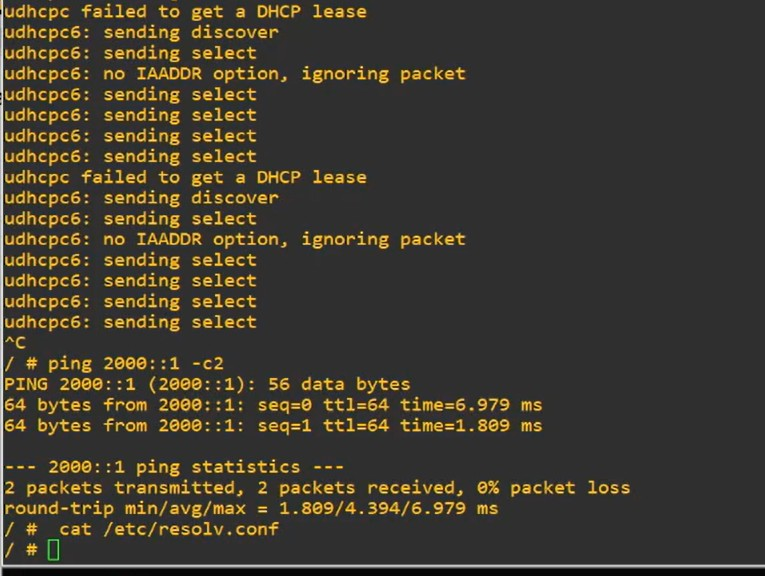 udhcpc failed to get a DHCP lease
udhcpc6: sending discover
udhcpc6: sending select
udhcpc6: no IAADDR option, ignoring packet
udhcpc6: sending select
udhcpc6: sending select
udhcpc6: sending select
udhcpc6: sending select
udhcpc failed to get a DHCP lease
udhcpc6: sending discover
udhcpc6: sending select
udhcpc6: no IAADDR option, ignoring packet
udhcpc6: sending select
udhcpc6: sending select
udhcpc6: sending select
udhcpc6: sending select
^C
/ # ping 2000::1 -c2
PING 2000::1 (2000::1): 56 data bytes
64 bytes from 2000::1: seq=0 ttl=64 time=6.979 ms
64 bytes from 2000::1: seq=1 ttl=64 time=1.809 ms

--- 2000::1 ping statistics ---
2 packets transmitted, 2 packets received, 0% packet loss
round-trip min/avg/max = 1.809/4.394/6.979 ms
/ #  cat /etc/resolv.conf
/ #